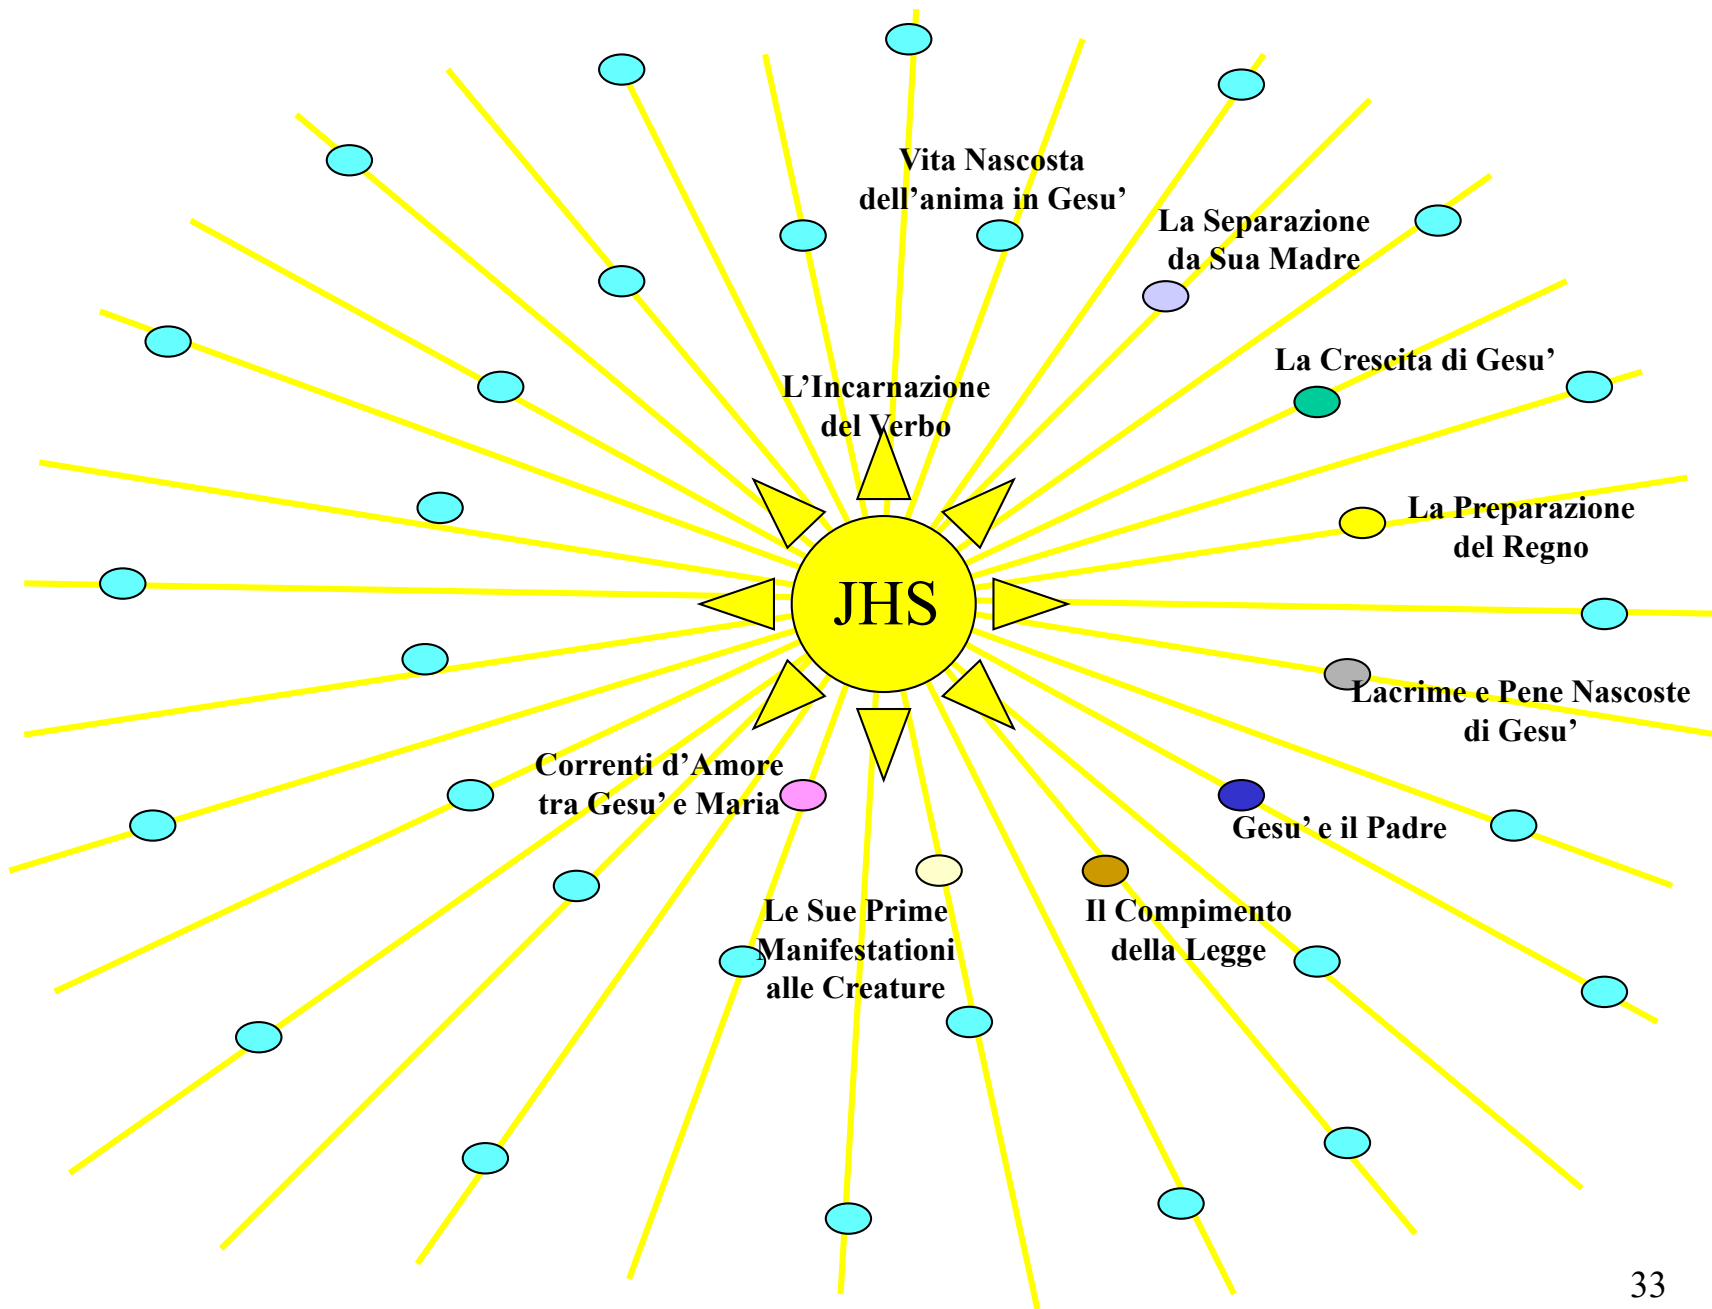 Vita Nascosta
dell’anima in Gesu’
La Separazione
da Sua Madre
La Crescita di Gesu’
L’Incarnazione
del Verbo
La Preparazione
del Regno
JHS
Lacrime e Pene Nascoste
di Gesu’
Correnti d’Amore
tra Gesu’ e Maria
Gesu’ e il Padre
Le Sue Prime
Manifestationi
alle Creature
Il Compimento
della Legge
33